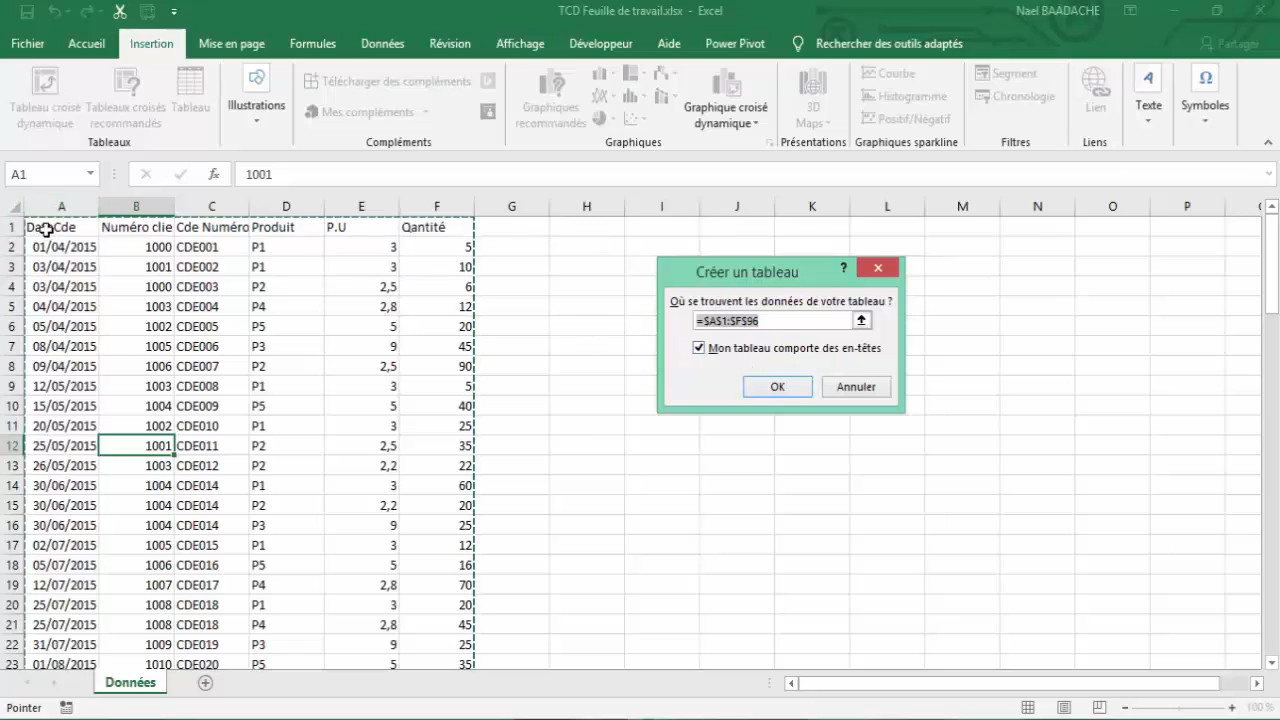 TCD Feuille de travail.xlsx - Excel
Nael BAADACHE
Fichier Accueil Insertion Mise en page Formules Données Révision Affichage Développeur Aide Power Pivot Rechercher des outils adaptés Partager
Tableau croisé dynamique
Tableaux croisés recommandés
Tableau
Tableaux
Illustrations
Télécharger des compléments
Mes compléments
Compléments
Graphiques recommandés
Graphique croisé dynamique
Graphiques
3D Maps
Présentations
Courbe
Histogramme
Positif/Négatif
Graphiques sparkline
Segment
Chronologie
Filtres
Lien
Liens
Texte
Symboles
A1 fx 1001
A B C D E F G H I J K L M N O P
1 Cde Numéro clie Cde Numéro Produit P.U Qantité
2 01/04/2015 1000 CDE001 P1 3 5
3 03/04/2015 1001 CDE002 P1 3 10
4 03/04/2015 1000 CDE003 P2 2,5 6
5 04/04/2015 1003 CDE004 P4 2,8 12
6 05/04/2015 1002 CDE005 P5 5 20
7 08/04/2015 1005 CDE006 P3 9 45
8 09/04/2015 1006 CDE007 P2 2,5 90
9 12/05/2015 1003 CDE008 P1 3 5
10 15/05/2015 1004 CDE009 P5 5 40
11 20/05/2015 1002 CDE010 P1 3 25
12 25/05/2015 1001 CDE011 P2 2,5 35
13 26/05/2015 1003 CDE012 P2 2,2 22
14 30/06/2015 1004 CDE014 P1 3 60
15 30/06/2015 1004 CDE014 P2 2,2 20
16 30/06/2015 1004 CDE014 P3 9 25
17 02/07/2015 1005 CDE015 P1 3 12
18 05/07/2015 1006 CDE016 P5 5 16
19 12/07/2015 1007 CDE017 P4 2,8 70
20 25/07/2015 1008 CDE018 P1 3 20
21 25/07/2015 1008 CDE018 P4 2,8 45
22 31/07/2015 1009 CDE019 P3 9 25
23 01/08/2015 1010 CDE020 P5 5 35
Créer un tableau ?
Où se trouvent les données de votre tableau ?
=$A$1:$F$96
Mon tableau comporte des en-têtes
OK Annuler
Données
Pointer
100 %